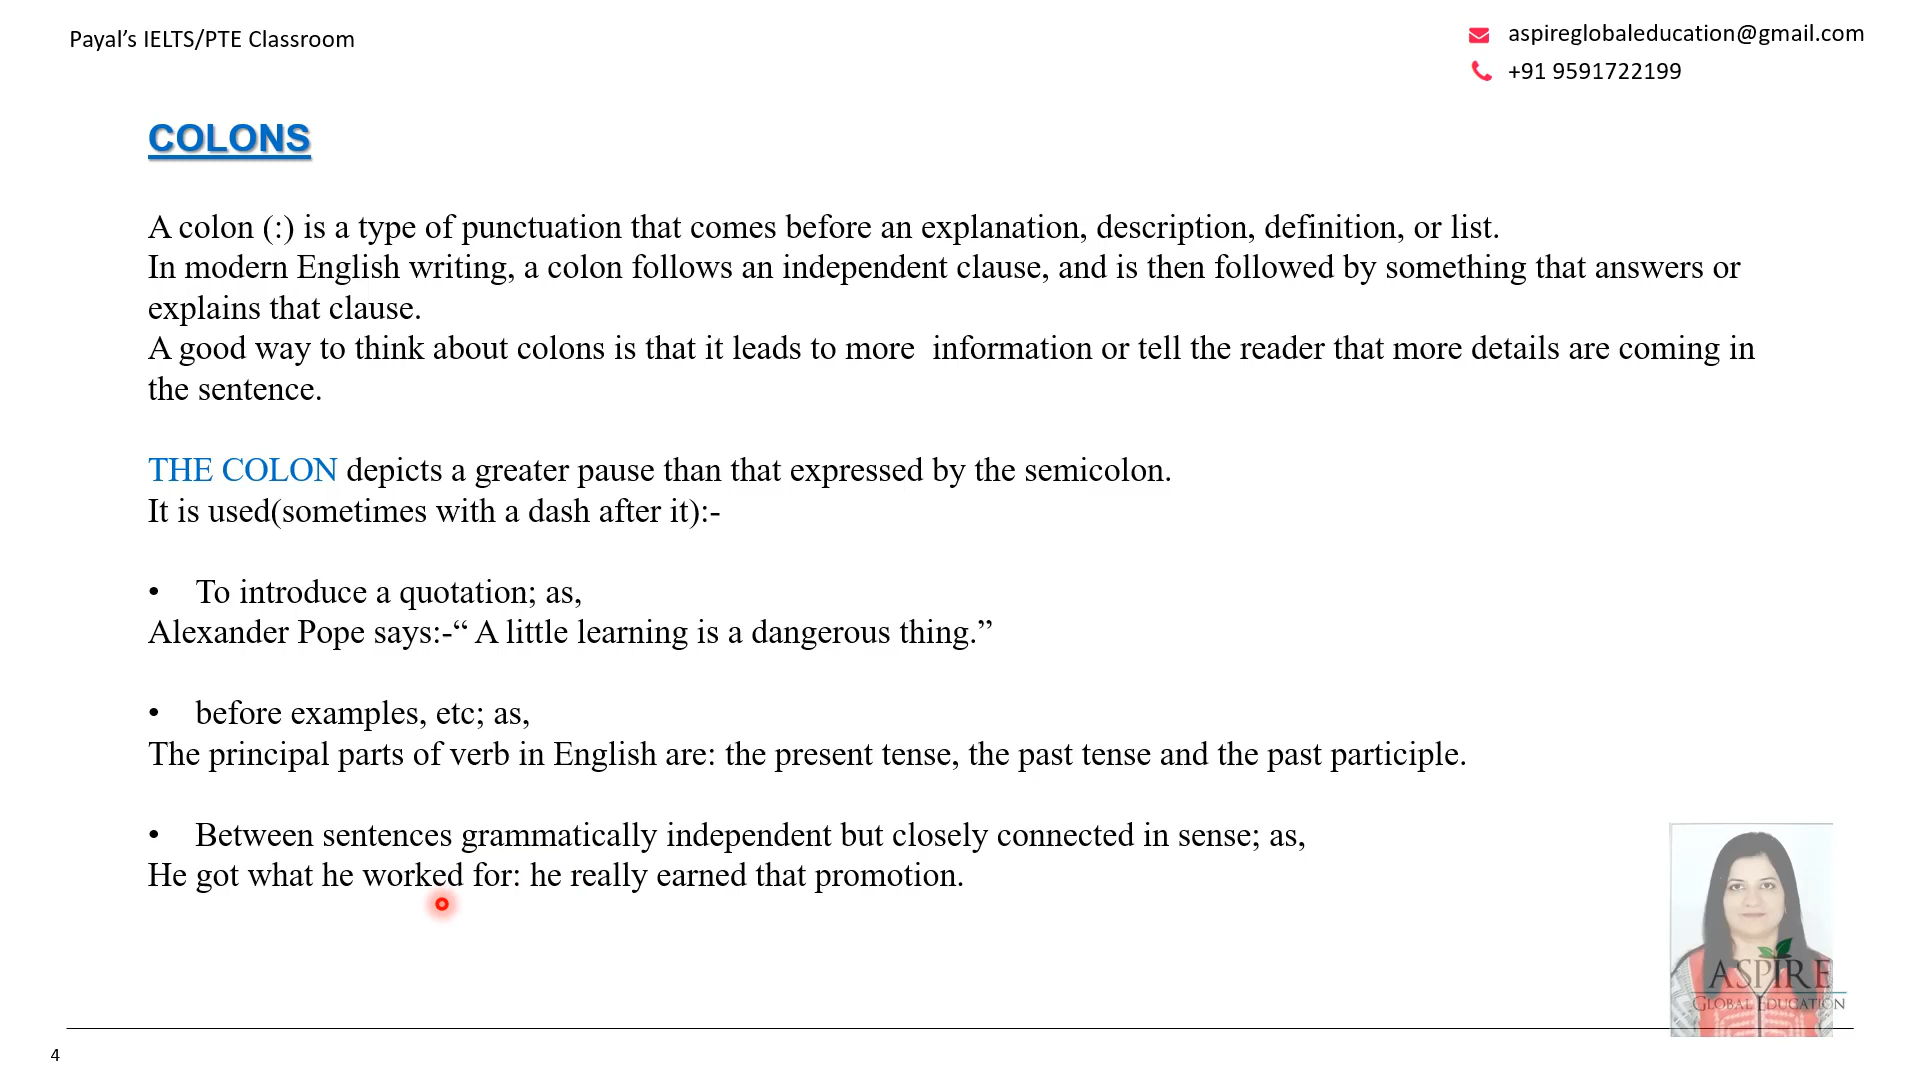 Payal’s IELTS/PTE Classroom
aspireglobaleducation@gmail.com
+91 9591722199
COLONS
A colon (:) is a type of punctuation that comes before an explanation, description, definition, or list.
In modern English writing, a colon follows an independent clause, and is then followed by something that answers or
explains that clause.
A good way to think about colons is that it leads to more  information or tell the reader that more details are coming in
the sentence.
THE COLON depicts a greater pause than that expressed by the semicolon.
It is used(sometimes with a dash after it):-
• To introduce a quotation; as,
Alexander Pope says:-“ A little learning is a dangerous thing.”
• before examples, etc; as,
The principal parts of verb in English are: the present tense, the past tense and the past participle.
• Between sentences grammatically independent but closely connected in sense; as,
He got what he worked for: he really earned that promotion.
ASPIRE
GLOBAL EDUCATION
4